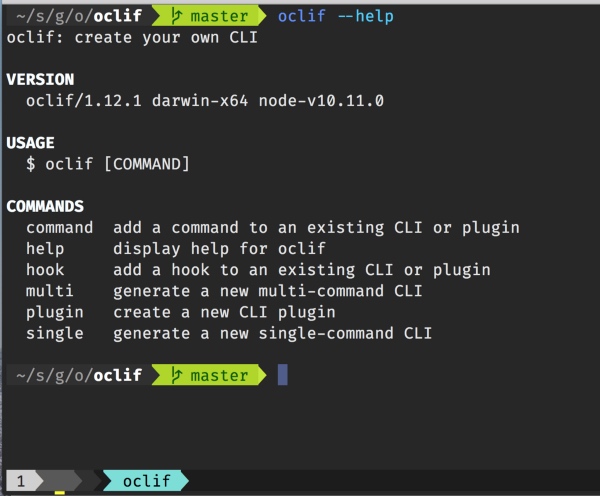 ~/s/g/o/oclif master oclif --help
oclif: create your own CLI
VERSION
oclif/1.12.1 darwin-x64 node-v10.11.0
USAGE
$ oclif [COMMAND]
COMMANDS
command add a command to an existing CLI or plugin
help display help for oclif
hook add a hook to an existing CLI or plugin
multi generate a new multi-command CLI
plugin create a new CLI plugin
single generate a new single-command CLI
~/s/g/o/oclif master
1 oclif